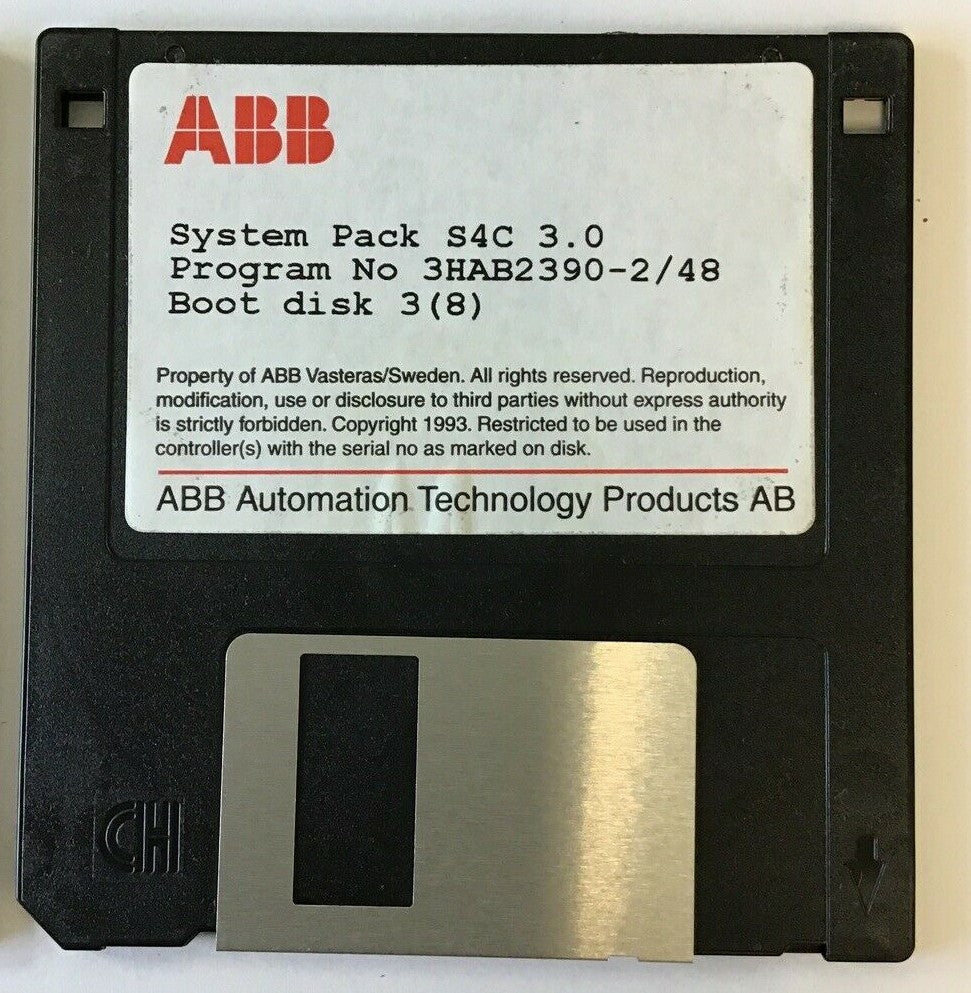 ABB
System Pack S4C 3.0
Program No 3HAB2390-2/48
Boot disk 3(8)
Property of ABB Vasteras/Sweden. All rights reserved. Reproduction,
modification, use or disclosure to third parties without express authority
is strictly forbidden. Copyright 1993. Restricted to be used in the
controller(s) with the serial no as marked on disk.
ABB Automation Technology Products AB
CH